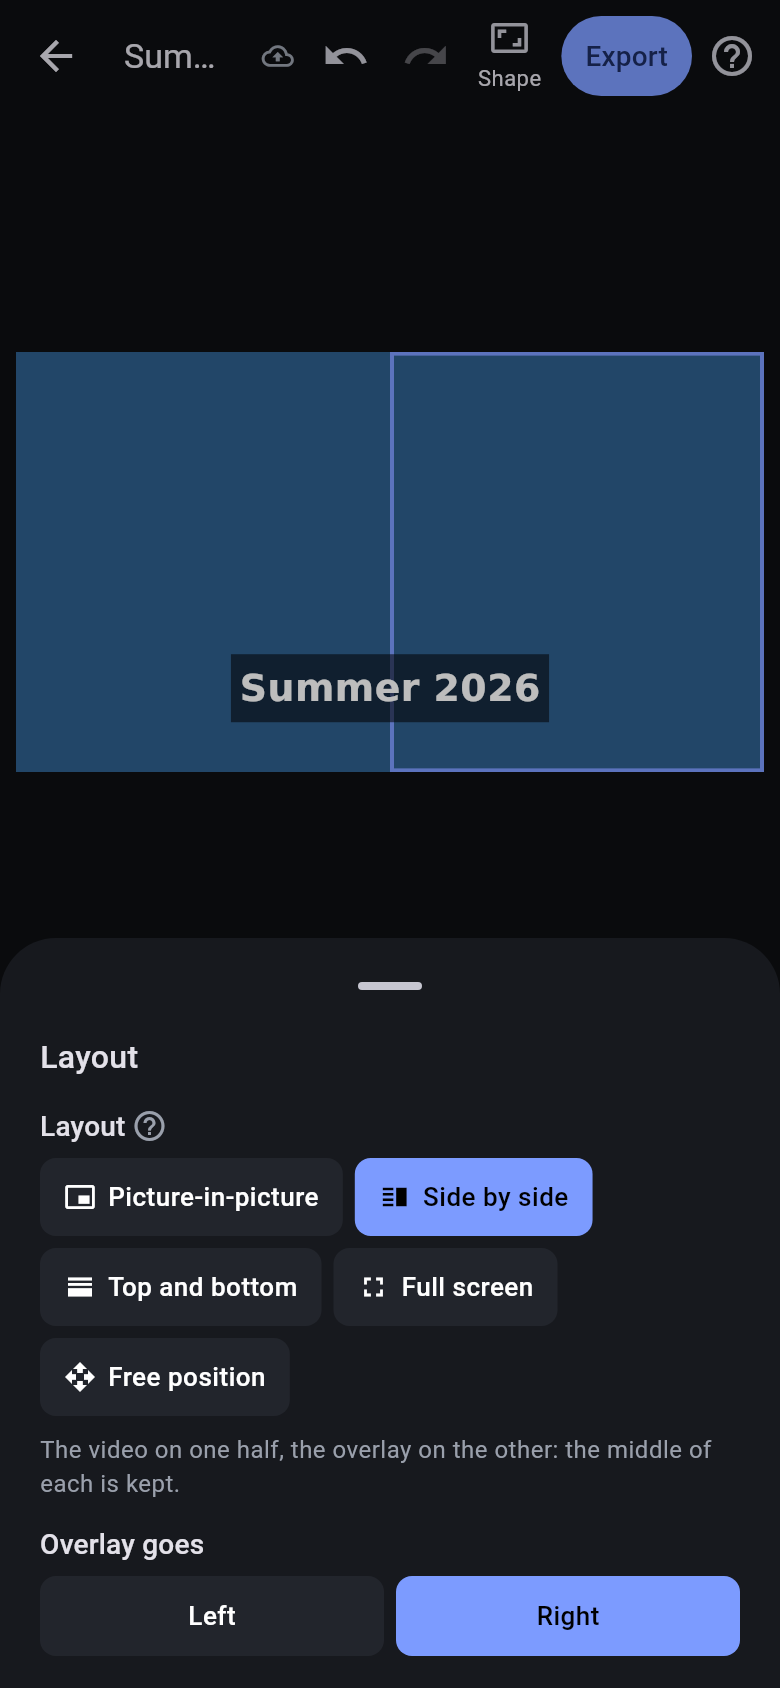 Sum...
Shape
Export
Summer 2026
Layout
Layout
Picture-in-picture
Side by side
Top and bottom
Full screen
Free position
The video on one half, the overlay on the other: the middle of
each is kept.
Overlay goes
Left
Right